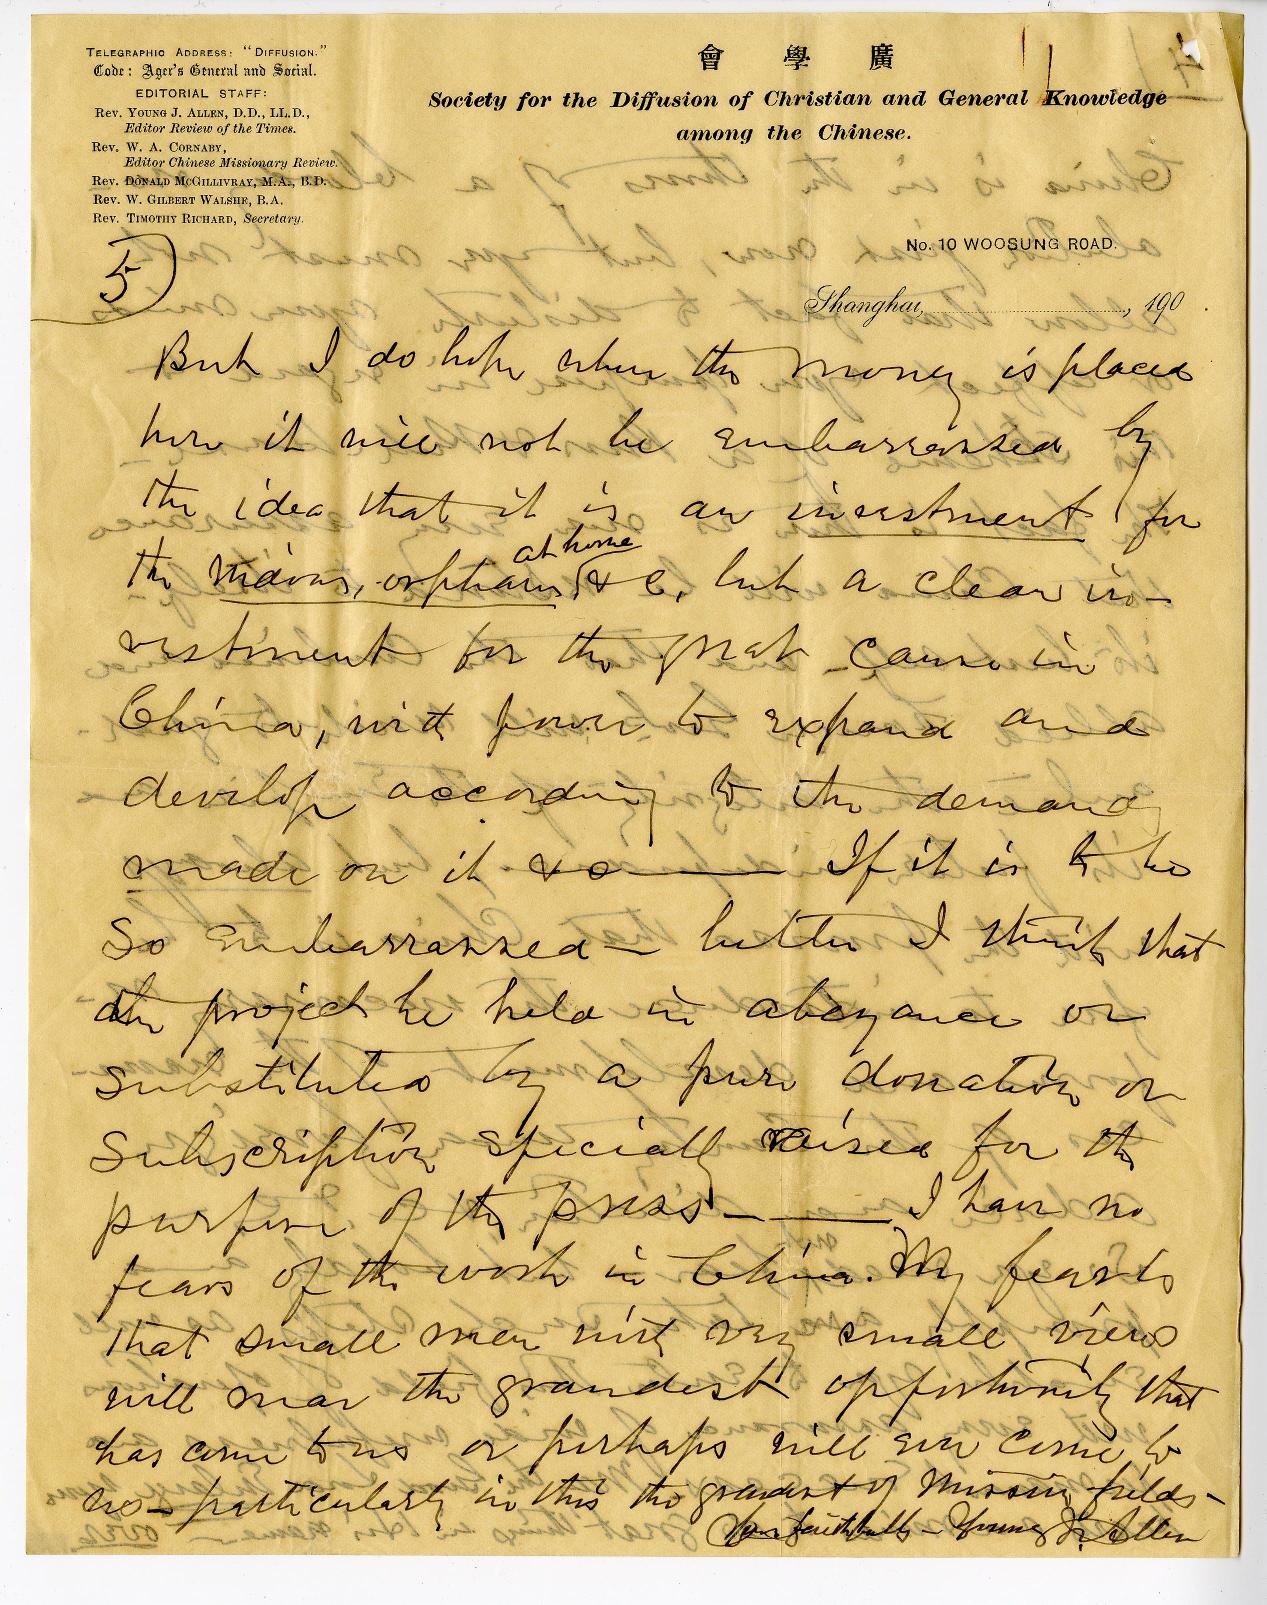 TELEGRAPHIC ADDRESS: "DIFFUSION."
Code: Ager's General and Social.
EDITORIAL STAFF:
REV. YOUNG J. ALLEN, D.D., LL.D.,
Editor Review of the Times.
REV. W. A. CORNABY,
Editor Chinese Missionary Review.
REV. DONALD MCGILLIVRAY, M.A., B.D.
REV. W. GILBERT WALSHE, B.A.
REV. TIMOTHY RICHARD, Secretary.
會 學 廣
Society for the Diffusion of Christian and General Knowledge
among the Chinese.
No. 10 WOOSUNG ROAD.
Shanghai, , 190 .
5
But I do hope when the money is placed
here it will not be embarrassed by
the idea that it is an investment for
at home
the widows, orphans &c, but a clear in-
vestment for the great cause in
China, with power to expand and
develop according to the demand
made on it &c — If it is to be
so embarrassed — better I think that
the project be held in abeyance or
substituted by a pure donation or
subscription specially raised for the
purpose of the press — I have no
fears of the work in China. My fear is
that small men with very small views
will mar the grandest opportunity that
has come to us or perhaps will ever come to
us — particularly in this the grandest of Mission fields —
Yours faithfully — Young J. Allen